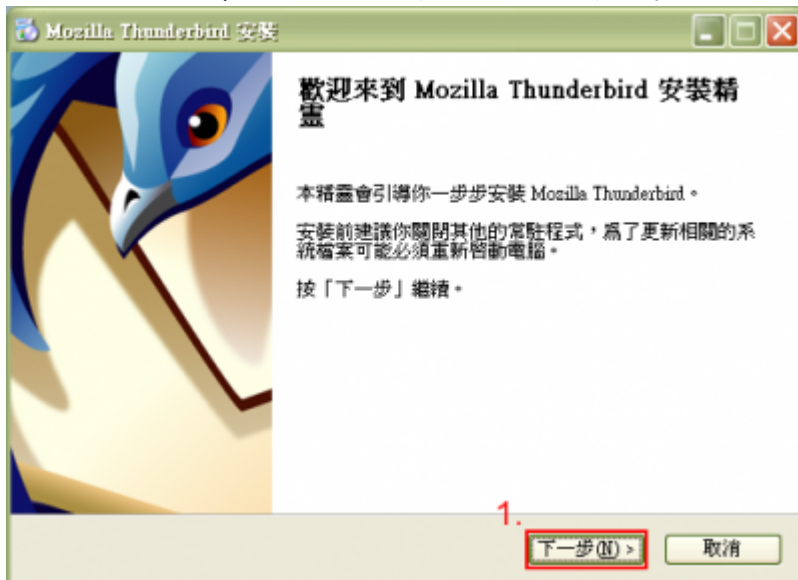 Mozilla Thunderbird 安裝
歡迎來到 Mozilla Thunderbird 安裝精
靈
本精靈會引導你一步步安裝 Mozilla Thunderbird。
安裝前建議你關閉其他的常駐程式，爲了更新相關的系
統檔案可能必須重新啓動電腦。
按「下一步」繼續。
1.
下一步(N) >
取消